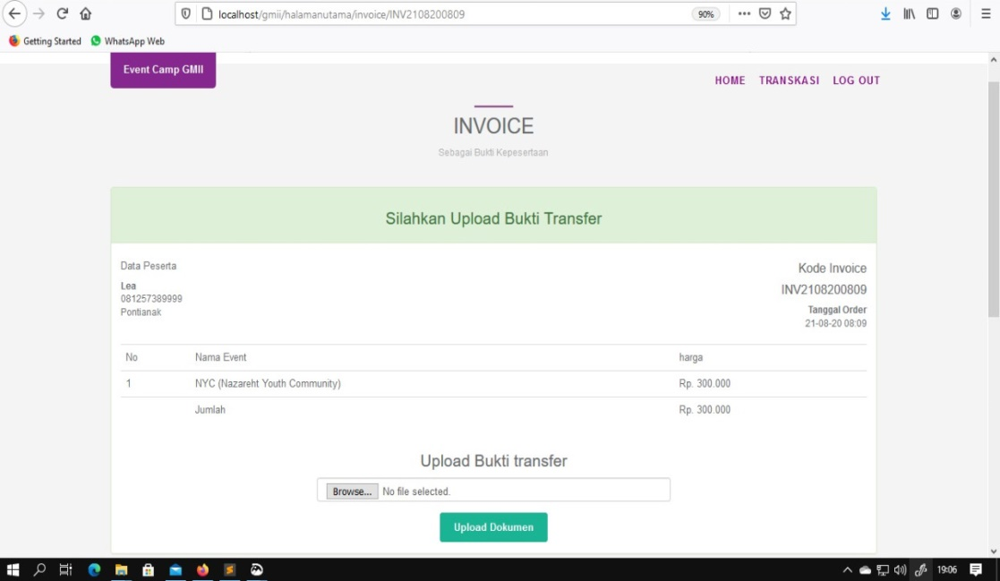 localhost/gmii/halamanutama/invoice/INV2108200809
90%
Getting Started WhatsApp Web
Event Camp GMII
HOME TRANSKASI LOG OUT
INVOICE
Sebagai Bukti Kepesertaan
Silahkan Upload Bukti Transfer
Data Peserta
Lea
081257389999
Pontianak
Kode Invoice
INV2108200809
Tanggal Order
21-08-20 08:09
No Nama Event harga
1 NYC (Nazareht Youth Community) Rp. 300.000
Jumlah Rp. 300.000
Upload Bukti transfer
Browse... No file selected.
Upload Dokumen
19:06